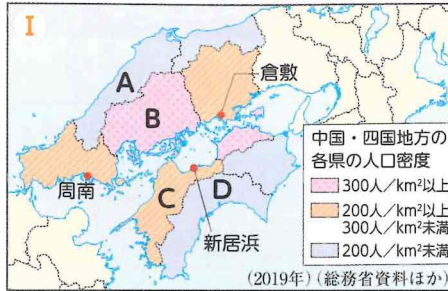 I
A
B
C
D
倉敷
周南
新居浜
中国・四国地方の
各県の人口密度
300人/km²以上
200人/km²以上
300人/km²未満
200人/km²未満
(2019年)(総務省資料ほか)